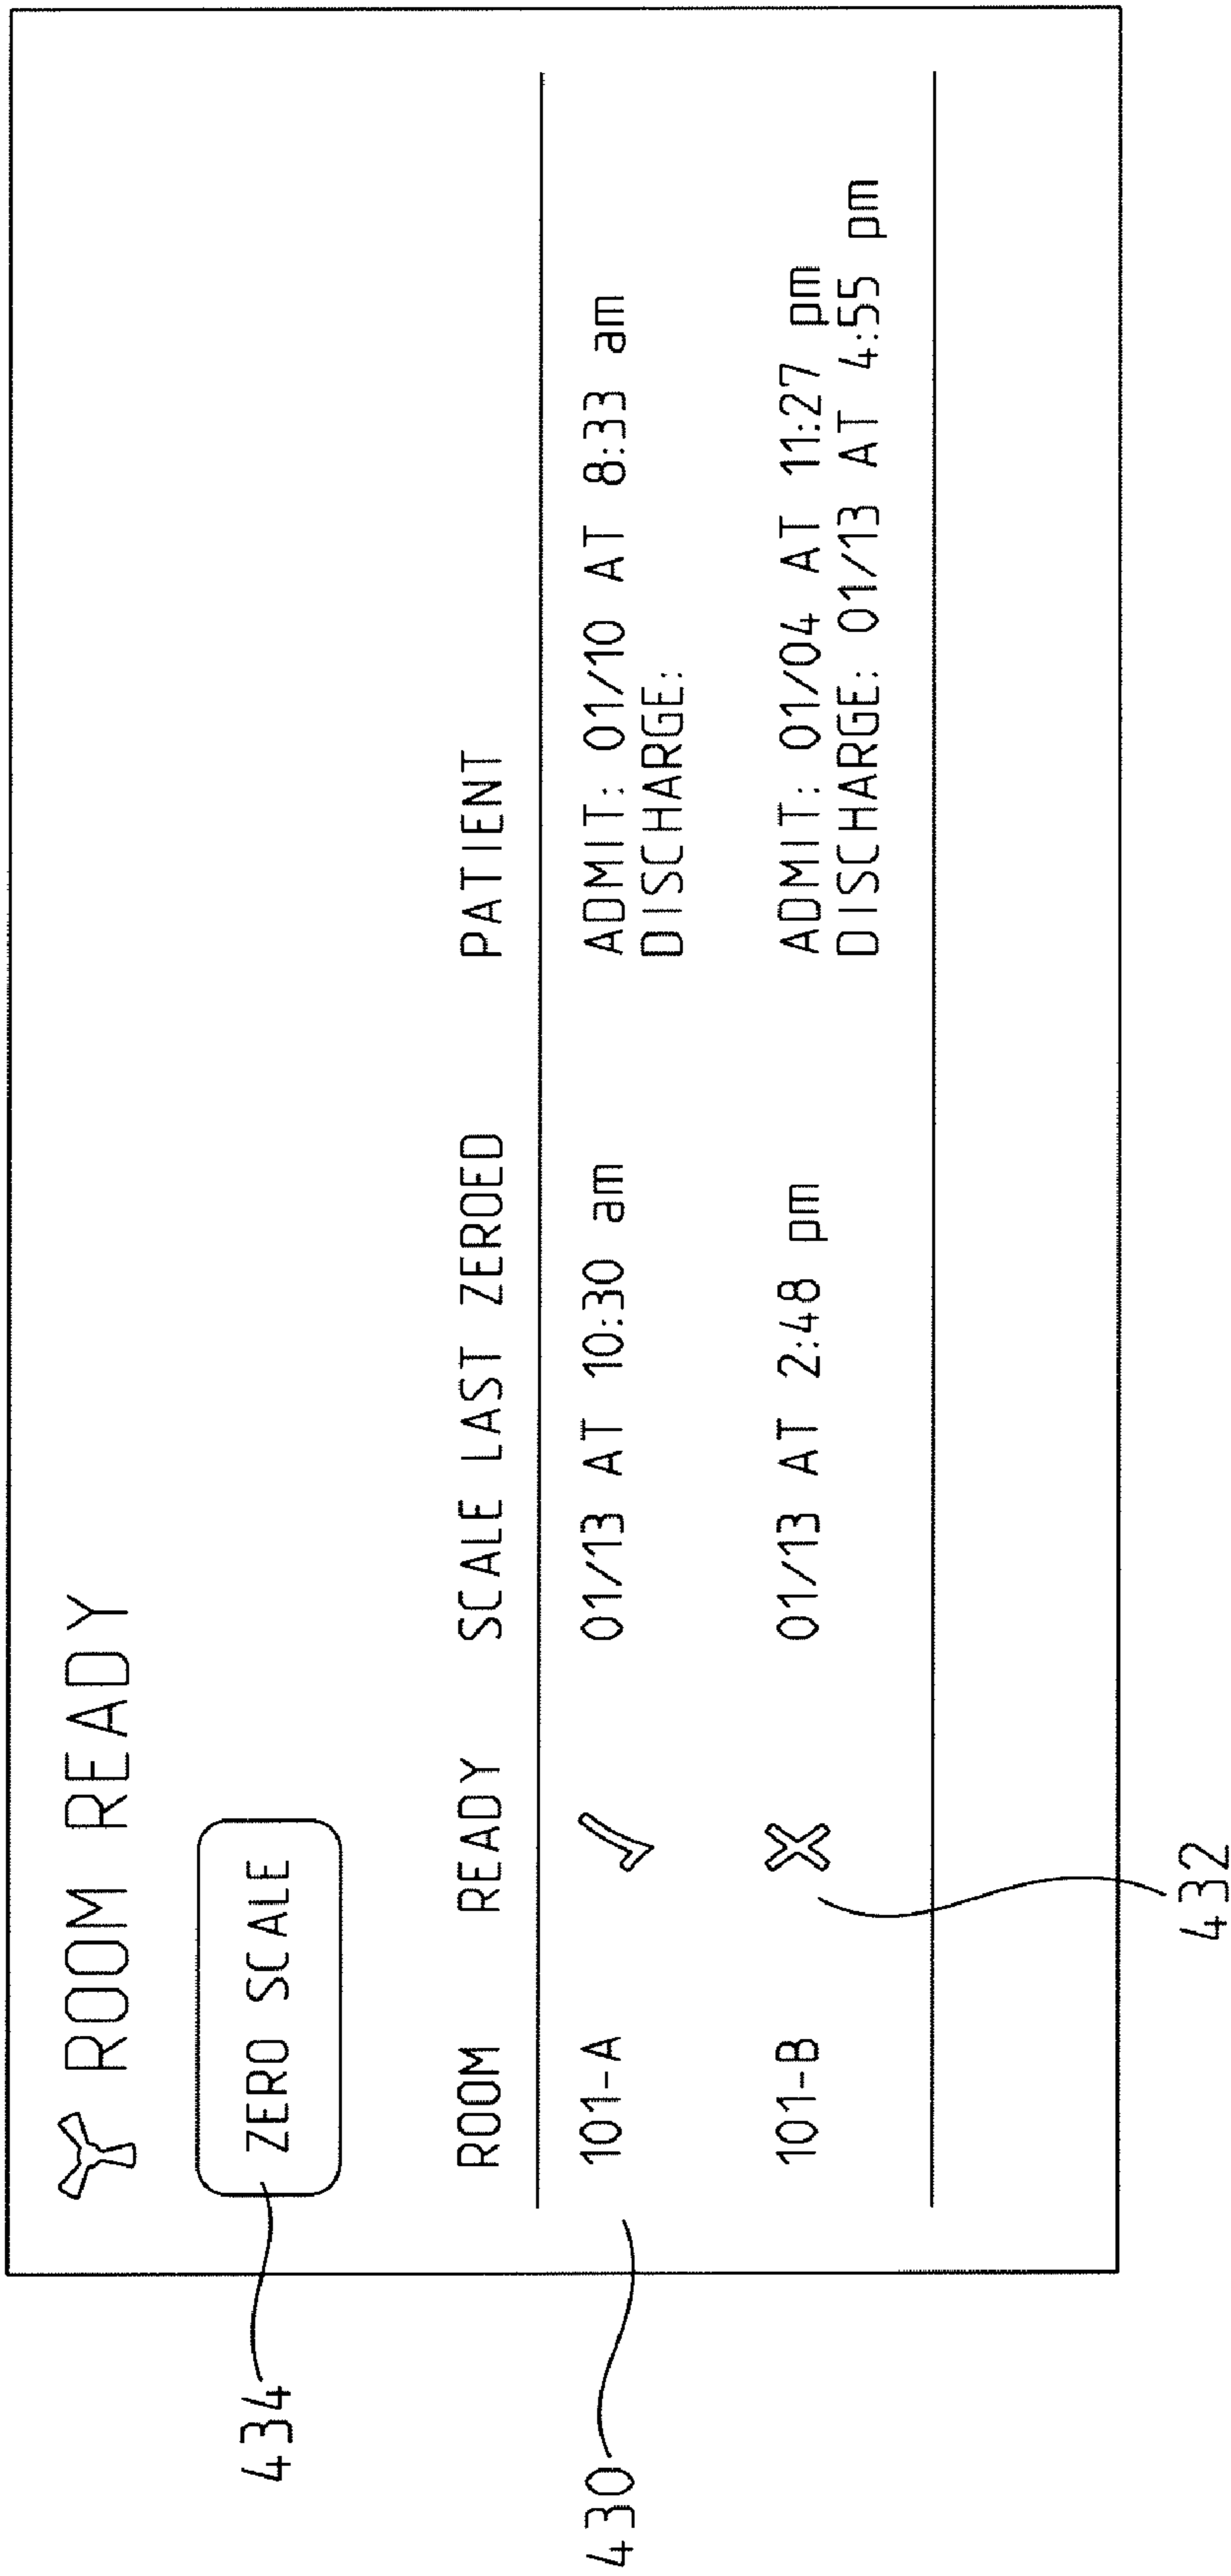 ROOM READY
434
ZERO SCALE
ROOM READY SCALE LAST ZEROED PATIENT
430
101-A 01/13 AT 10:30 am ADMIT: 01/10 AT 8:33 am
DISCHARGE:
101-B 01/13 AT 2:48 pm ADMIT: 01/04 AT 11:27 pm
DISCHARGE: 01/13 AT 4:55 pm
432